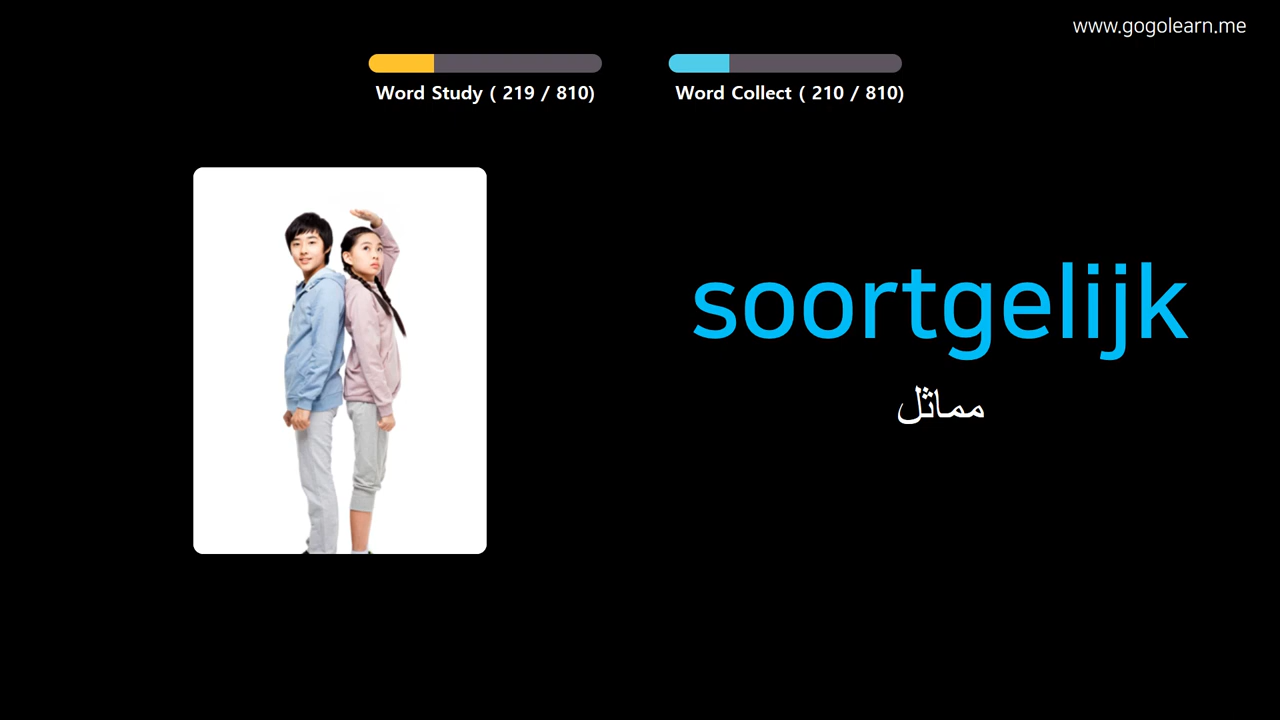 www.gogolearn.me
Word Study ( 219 / 810)
Word Collect ( 210 / 810)
soortgelijk
مماثل